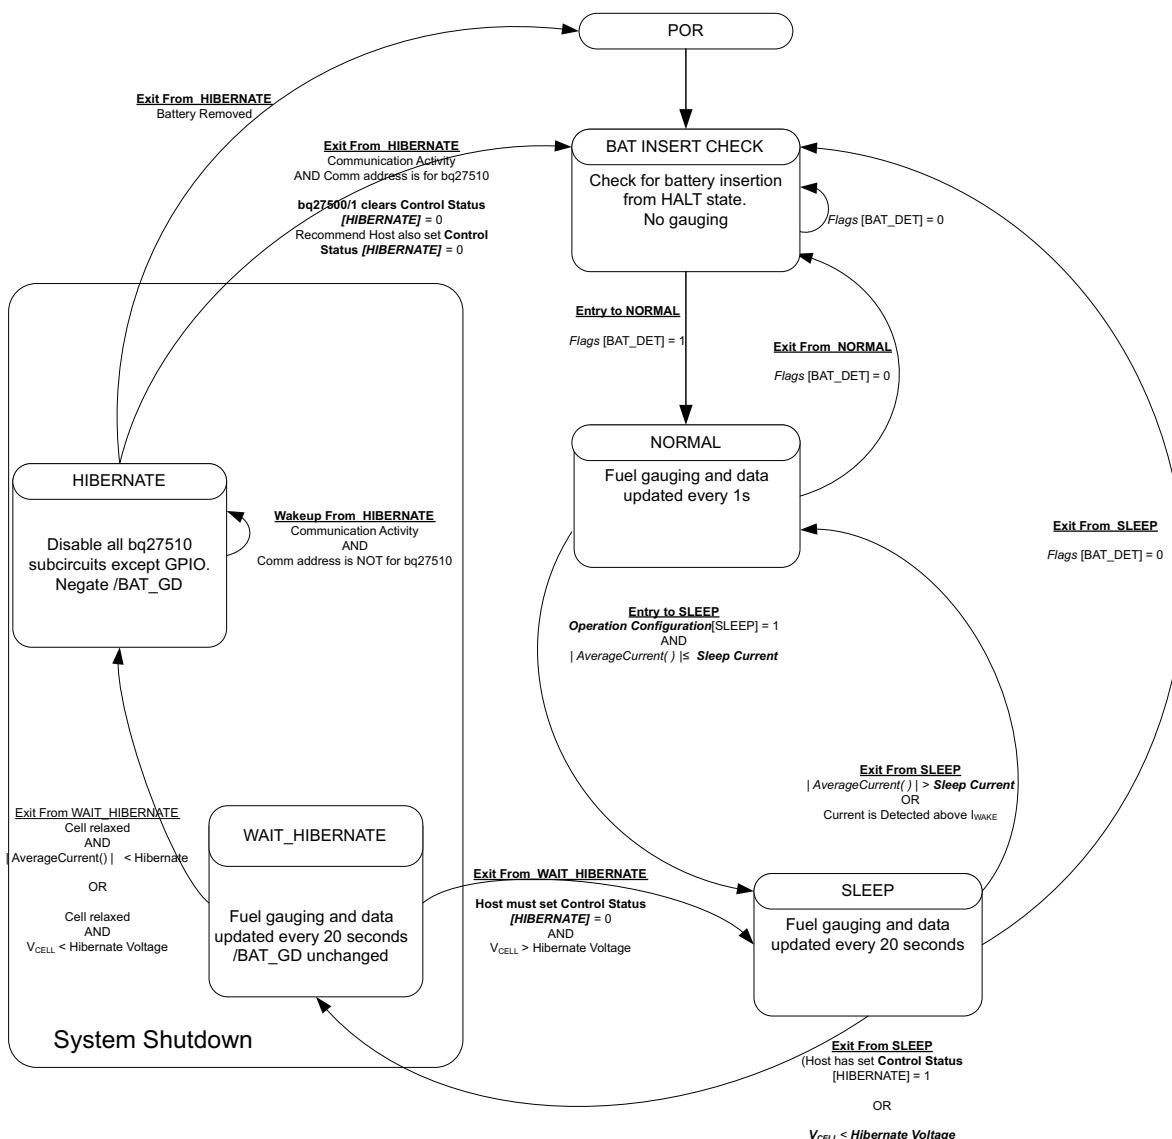 POR
Exit From  HIBERNATE
Battery Removed
Exit From  HIBERNATE
Communication Activity
AND Comm address is for bq27510
bq27500/1 clears Control Status
[HIBERNATE] = 0
Recommend Host also set Control
Status [HIBERNATE] = 0
BAT INSERT CHECK
Check for battery insertion
from HALT state.
No gauging
Flags [BAT_DET] = 0
Entry to NORMAL
Flags [BAT_DET] = 1
Exit From  NORMAL
Flags [BAT_DET] = 0
NORMAL
Fuel gauging and data
updated every 1s
HIBERNATE
Disable all bq27510
subcircuits except GPIO.
Negate /BAT_GD
Wakeup From  HIBERNATE
Communication Activity
AND
Comm address is NOT for bq27510
Exit From  SLEEP
Flags [BAT_DET] = 0
Entry to SLEEP
Operation Configuration[SLEEP] = 1
AND
| AverageCurrent( ) |≤  Sleep Current
Exit From SLEEP
| AverageCurrent( ) | > Sleep Current
OR
Current is Detected above IWAKE
Exit From WAIT_HIBERNATE
Cell relaxed
AND
| AverageCurrent() |  < Hibernate
OR
Cell relaxed
AND
VCELL < Hibernate Voltage
WAIT_HIBERNATE
Fuel gauging and data
updated every 20 seconds
/BAT_GD unchanged
Exit From  WAIT_HIBERNATE
Host must set Control Status
[HIBERNATE] = 0
AND
VCELL > Hibernate Voltage
SLEEP
Fuel gauging and data
updated every 20 seconds
System Shutdown
Exit From SLEEP
(Host has set Control Status
[HIBERNATE] = 1
OR
VCELL < Hibernate Voltage